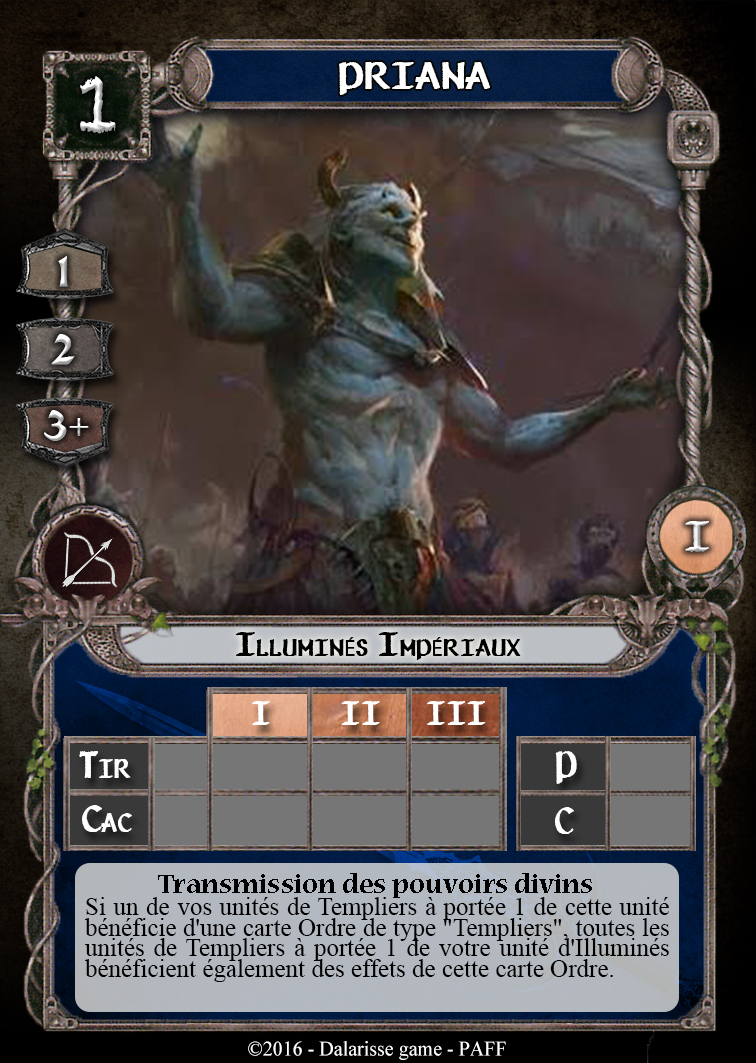 DRIANA
1
1
2
3+
I
Illuminés Impériaux
I II III
Tir
D
Cac
C
Transmission des pouvoirs divins
Si un de vos unités de Templiers à portée 1 de cette unité
bénéficie d'une carte Ordre de type "Templiers", toutes les
unités de Templiers à portée 1 de votre unité d'Illuminés
bénéficient également des effets de cette carte Ordre.
©2016 - Dalarisse game - PAFF